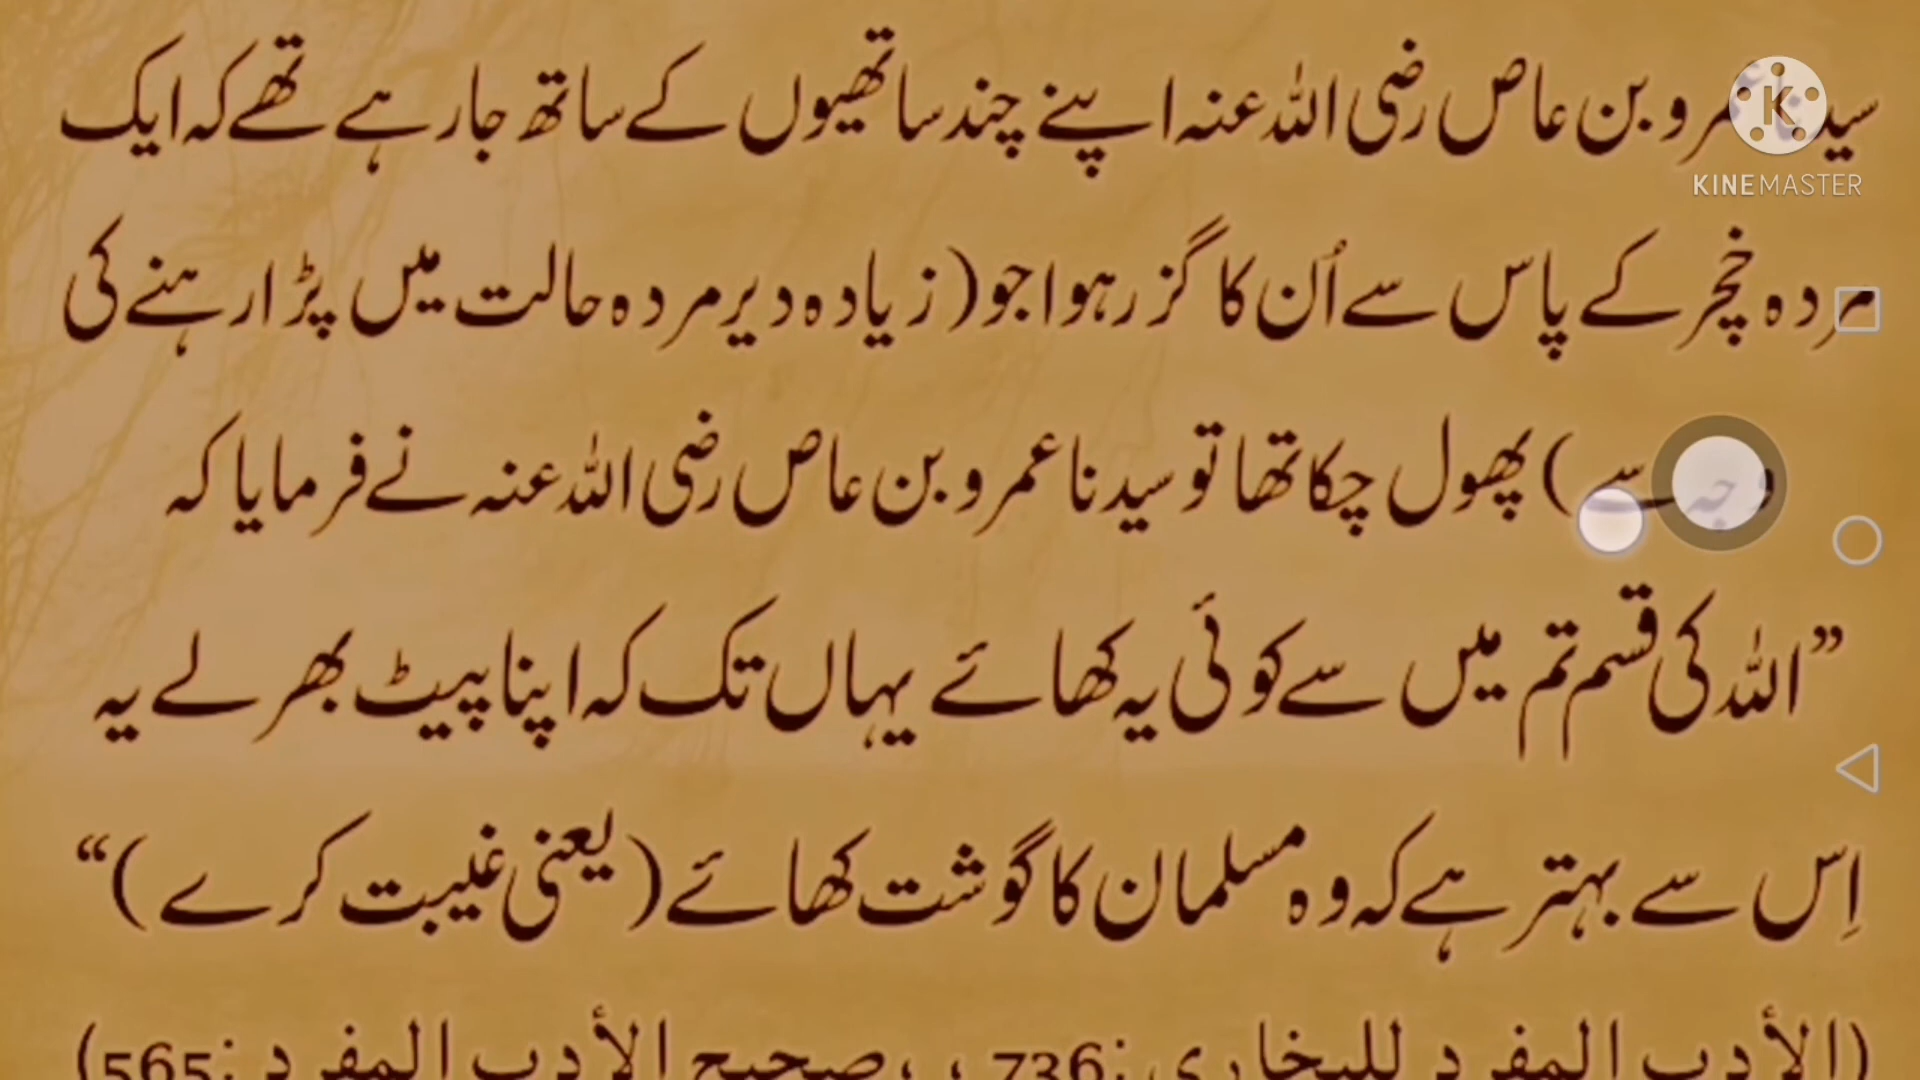 سیدنا عمرو بن عاص رضی اللہ عنہ اپنے چند ساتھیوں کے ساتھ جا رہے تھے کہ ایک
KINEMASTER
مردہ خچر کے پاس سے اُن کا گزر ہوا جو (زیادہ دیر مردہ حالت میں پڑا رہنے کی
وجہ سے) پھول چکا تھا تو سیدنا عمرو بن عاص رضی اللہ عنہ نے فرمایا کہ
”اللہ کی قسم تم میں سے کوئی یہ کھائے یہاں تک کہ اپنا پیٹ بھر لے یہ
اِس سے بہتر ہے کہ وہ مسلمان کا گوشت کھائے (یعنی غیبت کرے)“
(الأدب المفرد للبخاري: 736 ، ، صحيح الأدب المفرد: 565)